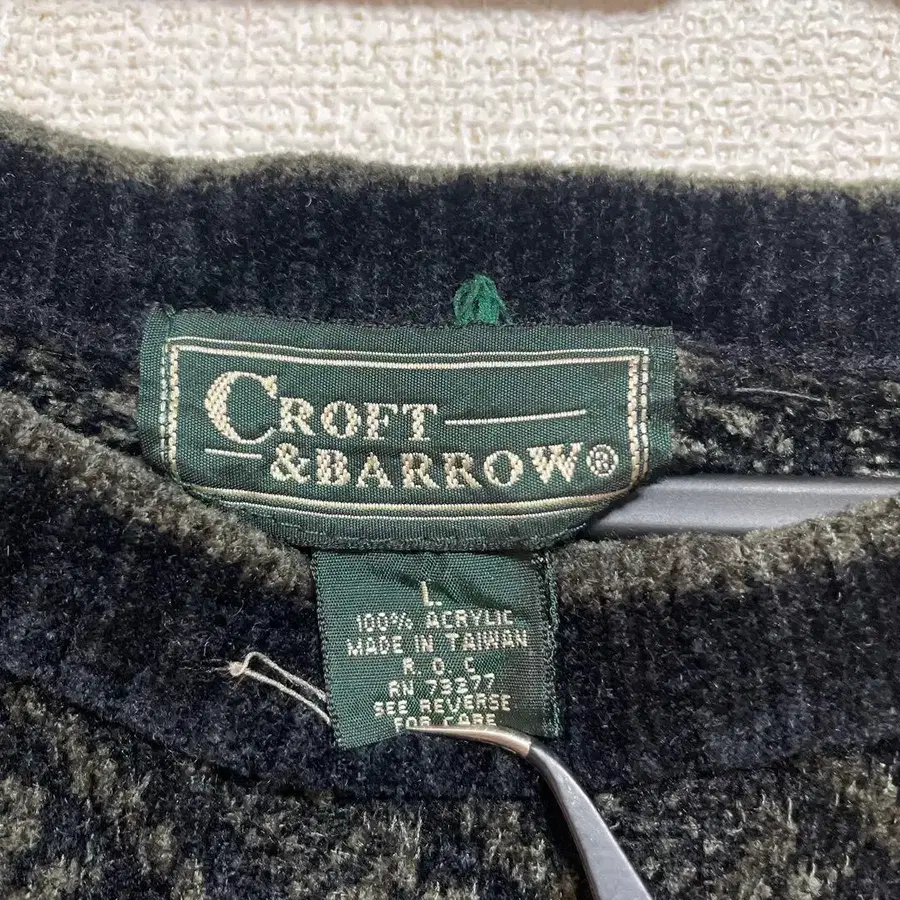 CROFT
&BARROW®
L
100% ACRYLIC
MADE IN TAIWAN
R. O. C
RN 73277
SEE REVERSE
FOR CARE